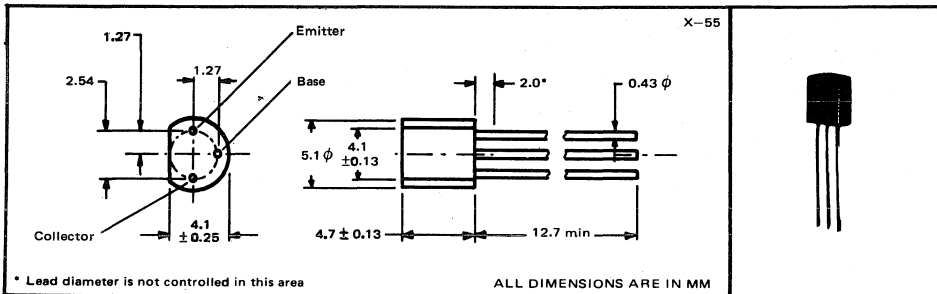 X–55
Emitter
1.27
1.27
2.54
Base
2.0*
0.43 ϕ
5.1 ϕ
4.1
±0.13
Collector
4.1
± 0.25
4.7 ± 0.13
12.7 min
* Lead diameter is not controlled in this area
ALL DIMENSIONS ARE IN MM